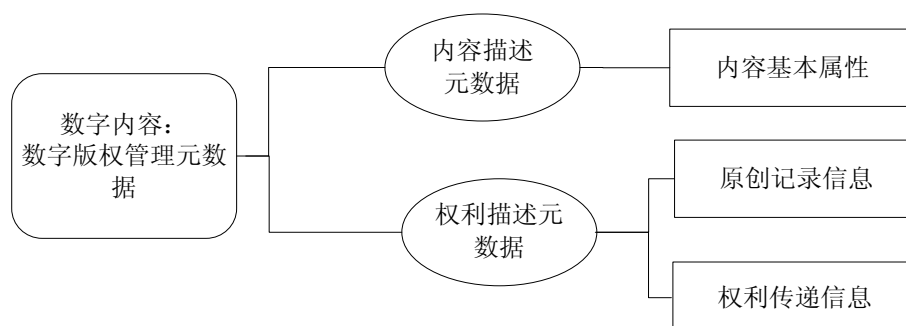 内容描述
元数据
内容基本属性
数字内容：
数字版权管理元数
据
原创记录信息
权利描述元
数据
权利传递信息